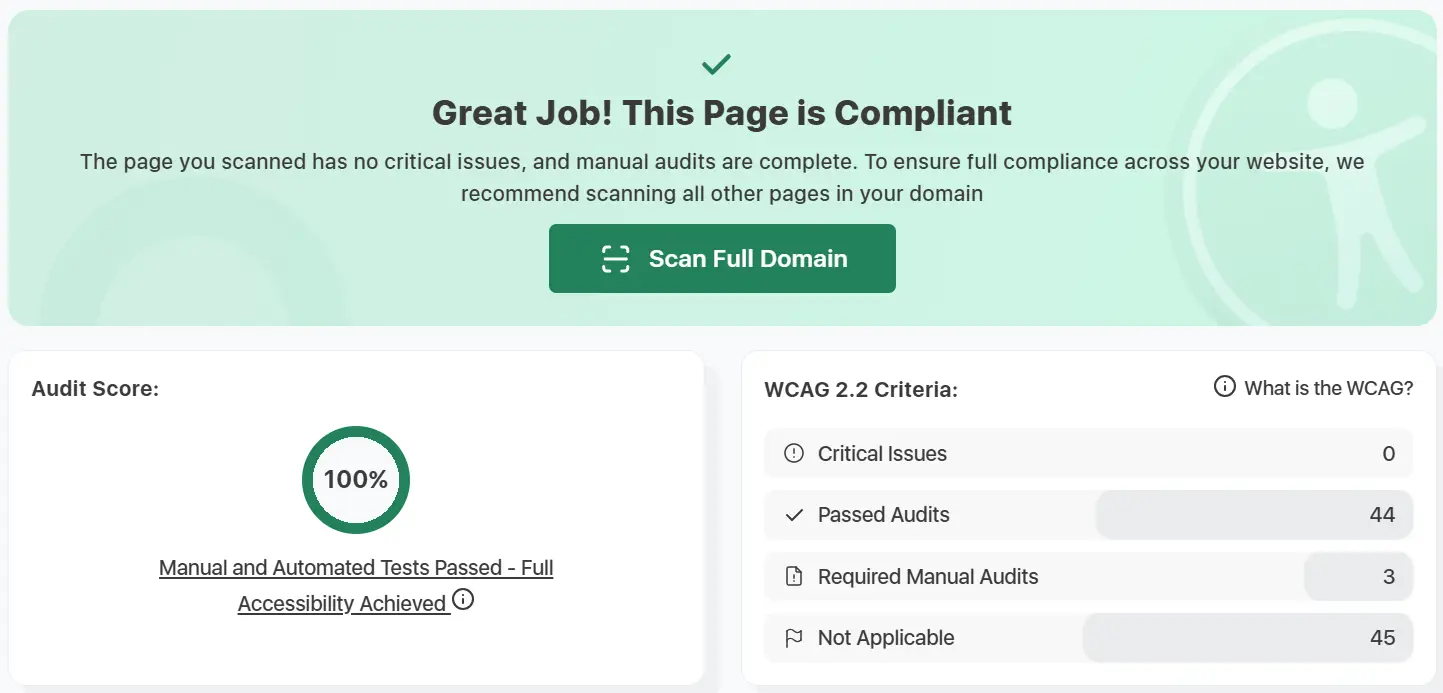 Great Job! This Page is Compliant
The page you scanned has no critical issues, and manual audits are complete. To ensure full compliance across your website, we
recommend scanning all other pages in your domain
Scan Full Domain
Audit Score:
100%
Manual and Automated Tests Passed - Full
Accessibility Achieved
WCAG 2.2 Criteria:
What is the WCAG?
Critical Issues 0
Passed Audits 44
Required Manual Audits 3
Not Applicable 45